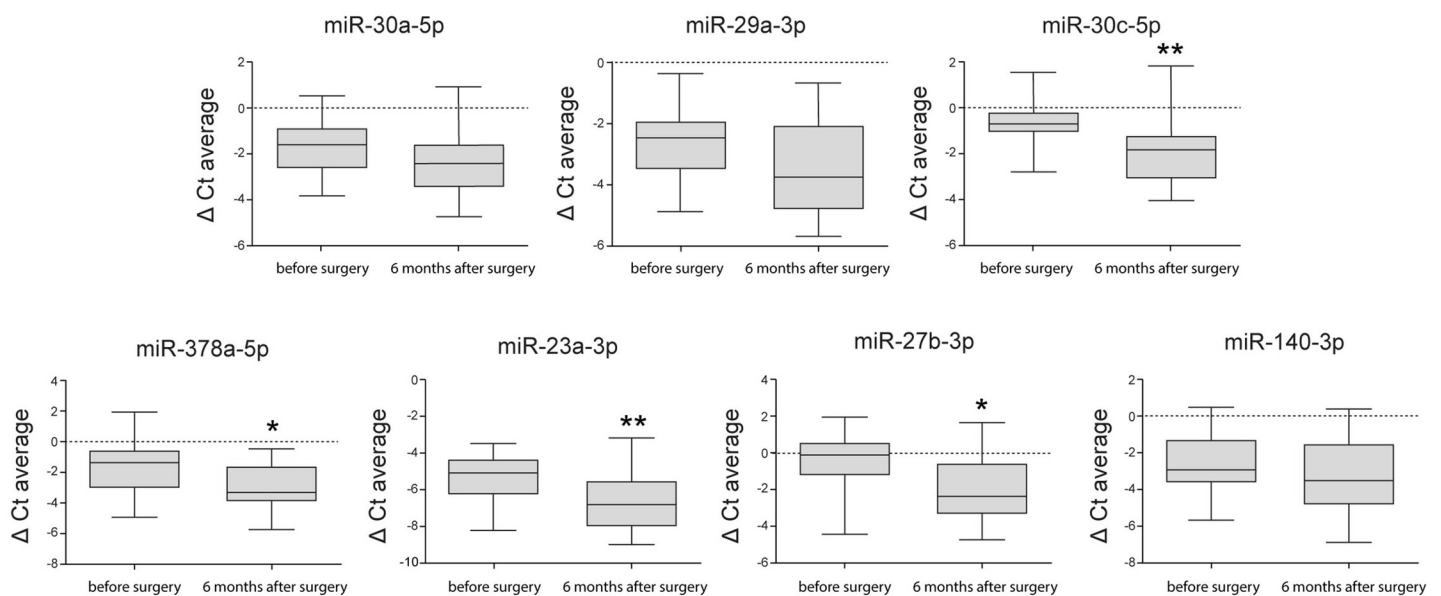 miR-30a-5p
miR-29a-3p
miR-30c-5p
Δ Ct average
2
0
-2
-4
-6
before surgery
6 months after surgery
Δ Ct average
0
-2
-4
-6
before surgery
6 months after surgery
Δ Ct average
2
0
-2
-4
-6
**
before surgery
6 months after surgery
miR-378a-5p
miR-23a-3p
miR-27b-3p
miR-140-3p
Δ Ct average
4
2
0
-2
-4
-6
-8
*
before surgery
6 months after surgery
Δ Ct average
0
-2
-4
-6
-8
-10
**
before surgery
6 months after surgery
Δ Ct average
4
2
0
-2
-4
-6
*
before surgery
6 months after surgery
Δ Ct average
2
0
-2
-4
-6
-8
before surgery
6 months after surgery